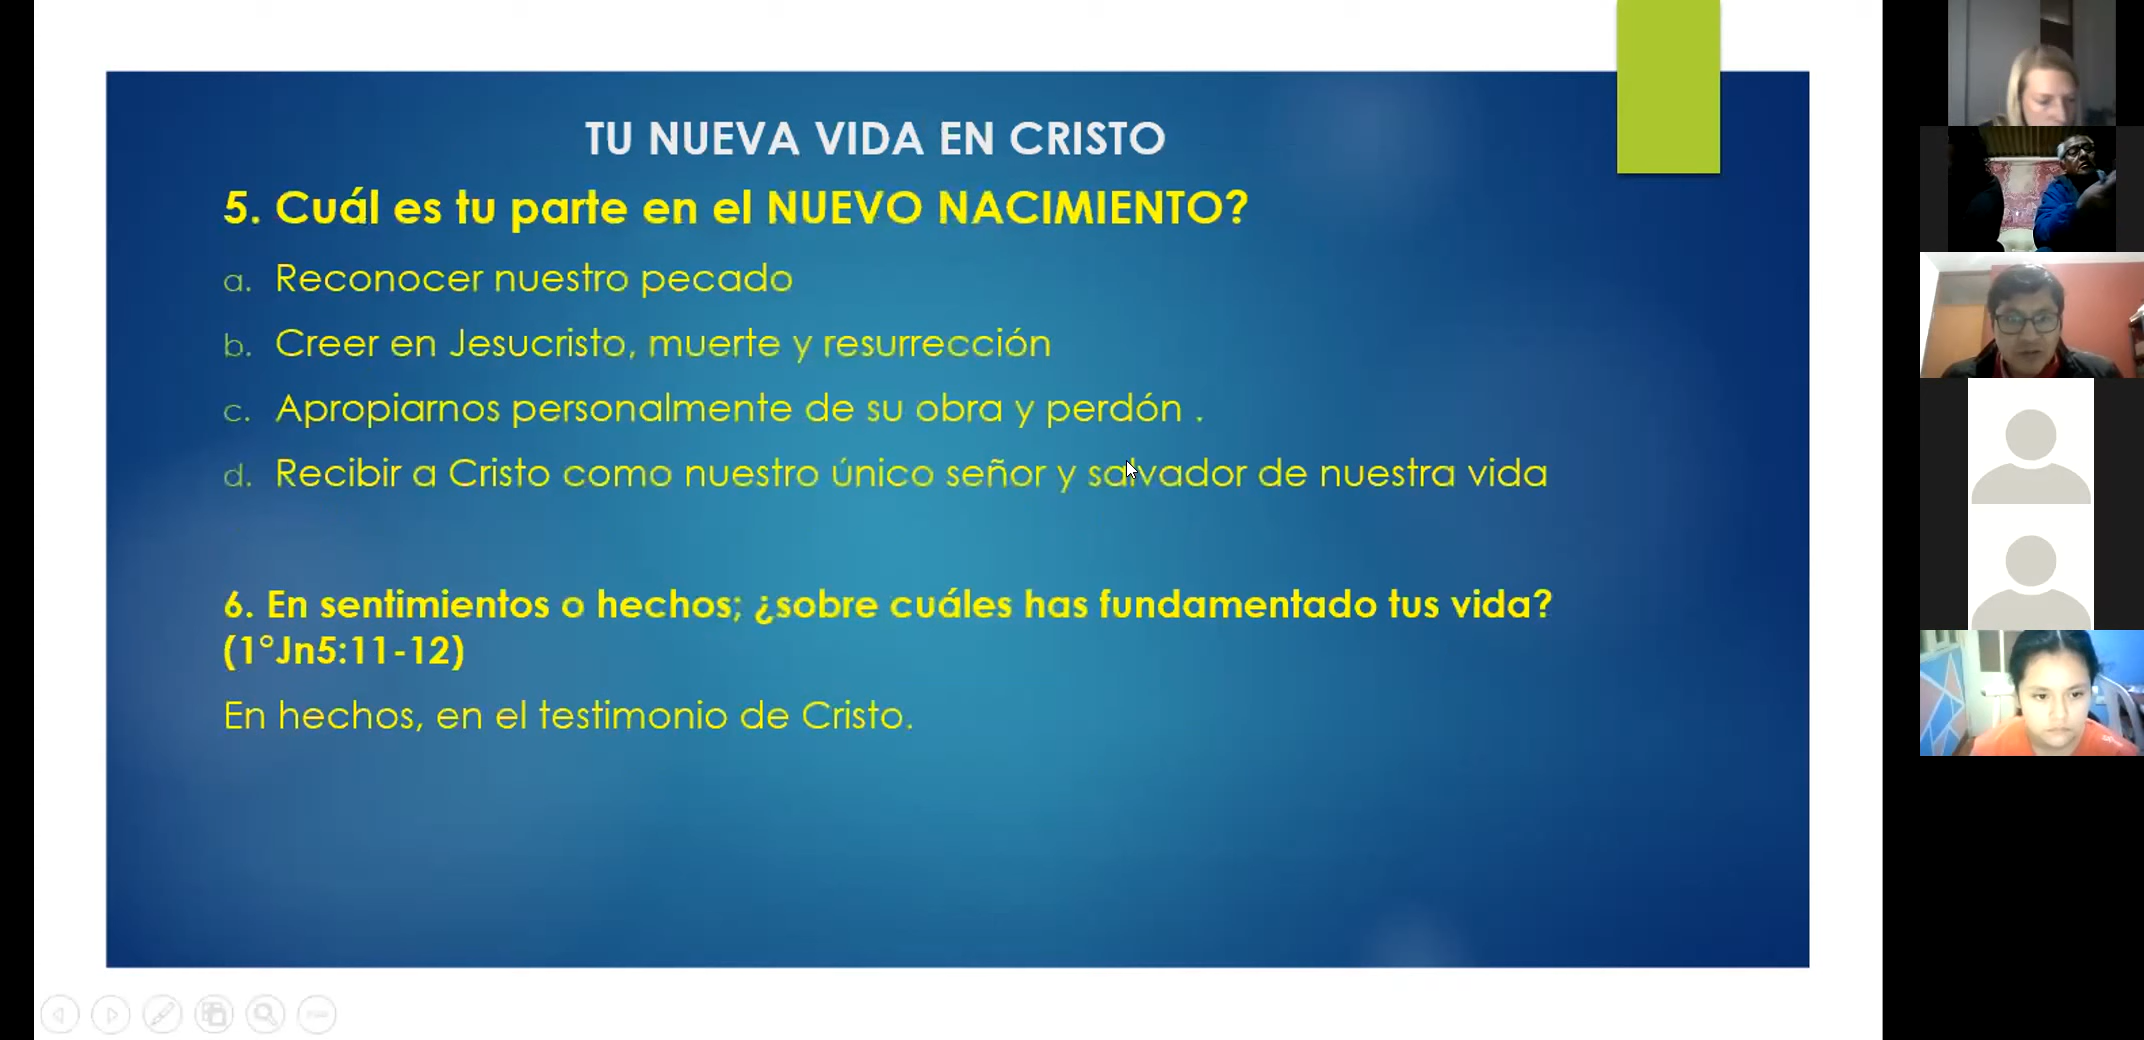 TU NUEVA VIDA EN CRISTO
5. Cuál es tu parte en el NUEVO NACIMIENTO?
a. Reconocer nuestro pecado
b. Creer en Jesucristo, muerte y resurrección
c. Apropiarnos personalmente de su obra y perdón .
d. Recibir a Cristo como nuestro único señor y salvador de nuestra vida
6. En sentimientos o hechos; ¿sobre cuáles has fundamentado tus vida?
(1°Jn5:11-12)
En hechos, en el testimonio de Cristo.